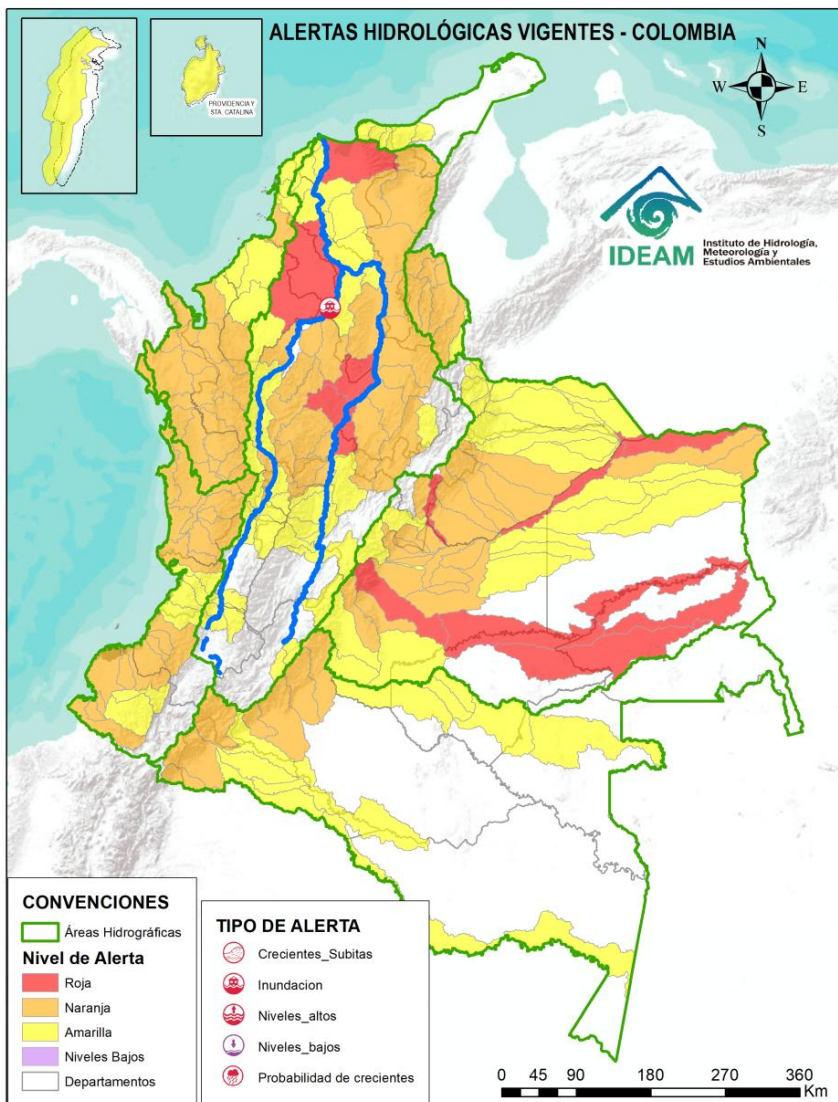 ALERTAS HIDROLÓGICAS VIGENTES - COLOMBIA
PROVIDENCIA Y
STA. CATALINA
N
W
E
S
IDEAM
Instituto de Hidrología,
Meteorología y
Estudios Ambientales
CONVENCIONES
Áreas Hidrográficas
Nivel de Alerta
Roja
Naranja
Amarilla
Niveles Bajos
Departamentos
TIPO DE ALERTA
Crecientes_Subitas
Inundacion
Niveles_altos
Niveles_bajos
Probabilidad de crecientes
0 45 90 180 270 360
Km